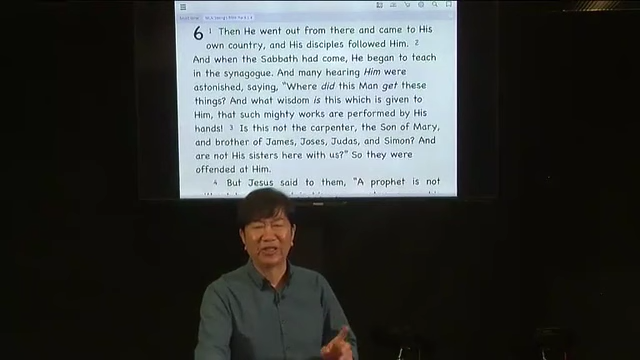 6 1 Then He went out from there and came to His
own country, and His disciples followed Him. 2
And when the Sabbath had come, He began to teach
in the synagogue. And many hearing Him were
astonished, saying, “Where did this Man get these
things? And what wisdom is this which is given to
Him, that such mighty works are performed by His
hands! 3 Is this not the carpenter, the Son of Mary,
and brother of James, Joses, Judas, and Simon? And
are not His sisters here with us?” So they were
offended at Him.
4 But Jesus said to them, “A prophet is not